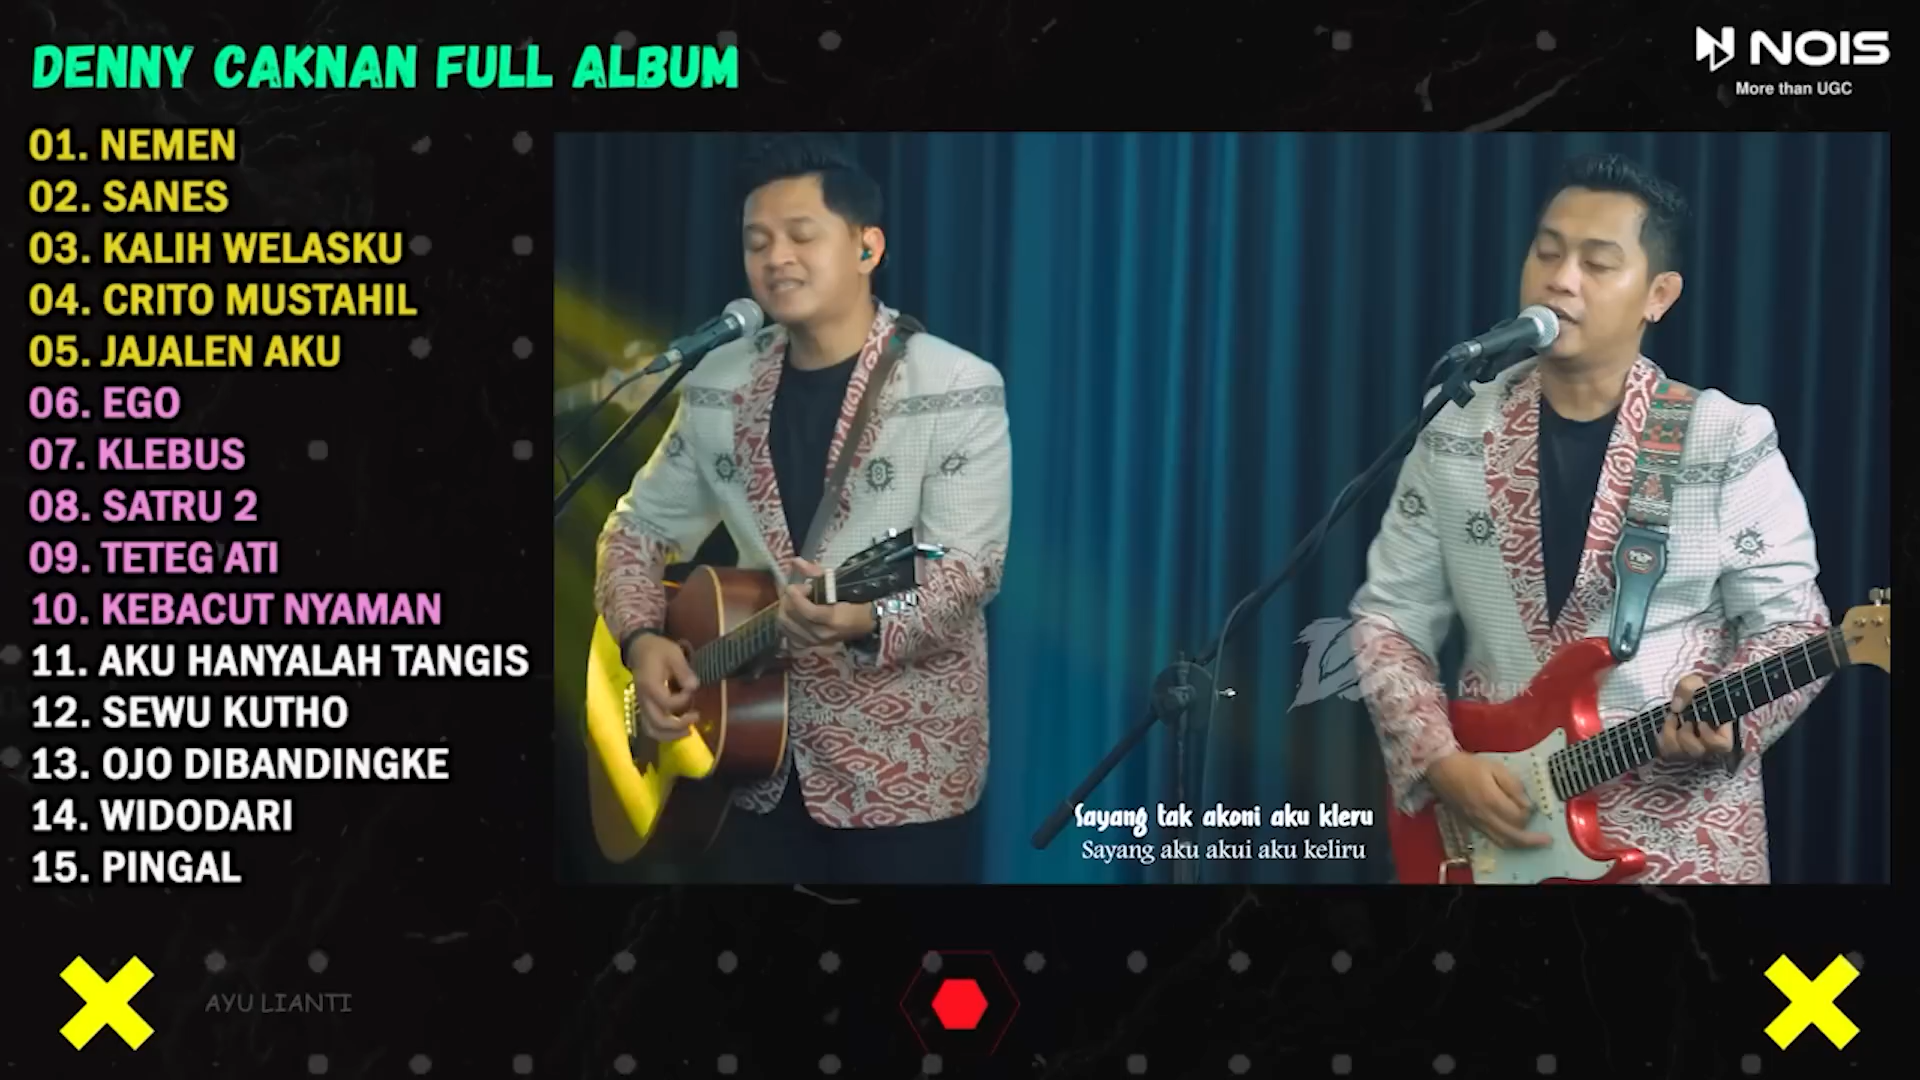 DENNY CAKNAN FULL ALBUM
NOIS
More than UGC
01. NEMEN
02. SANES
03. KALIH WELASKU
04. CRITO MUSTAHIL
05. JAJALEN AKU
06. EGO
07. KLEBUS
08. SATRU 2
09. TETEG ATI
10. KEBACUT NYAMAN
11. AKU HANYALAH TANGIS
12. SEWU KUTHO
13. OJO DIBANDINGKE
14. WIDODARI
15. PINGAL
LIVE MUSIK
Sayang tak akoni aku kleru
Sayang aku akui aku keliru
AYU LIANTI